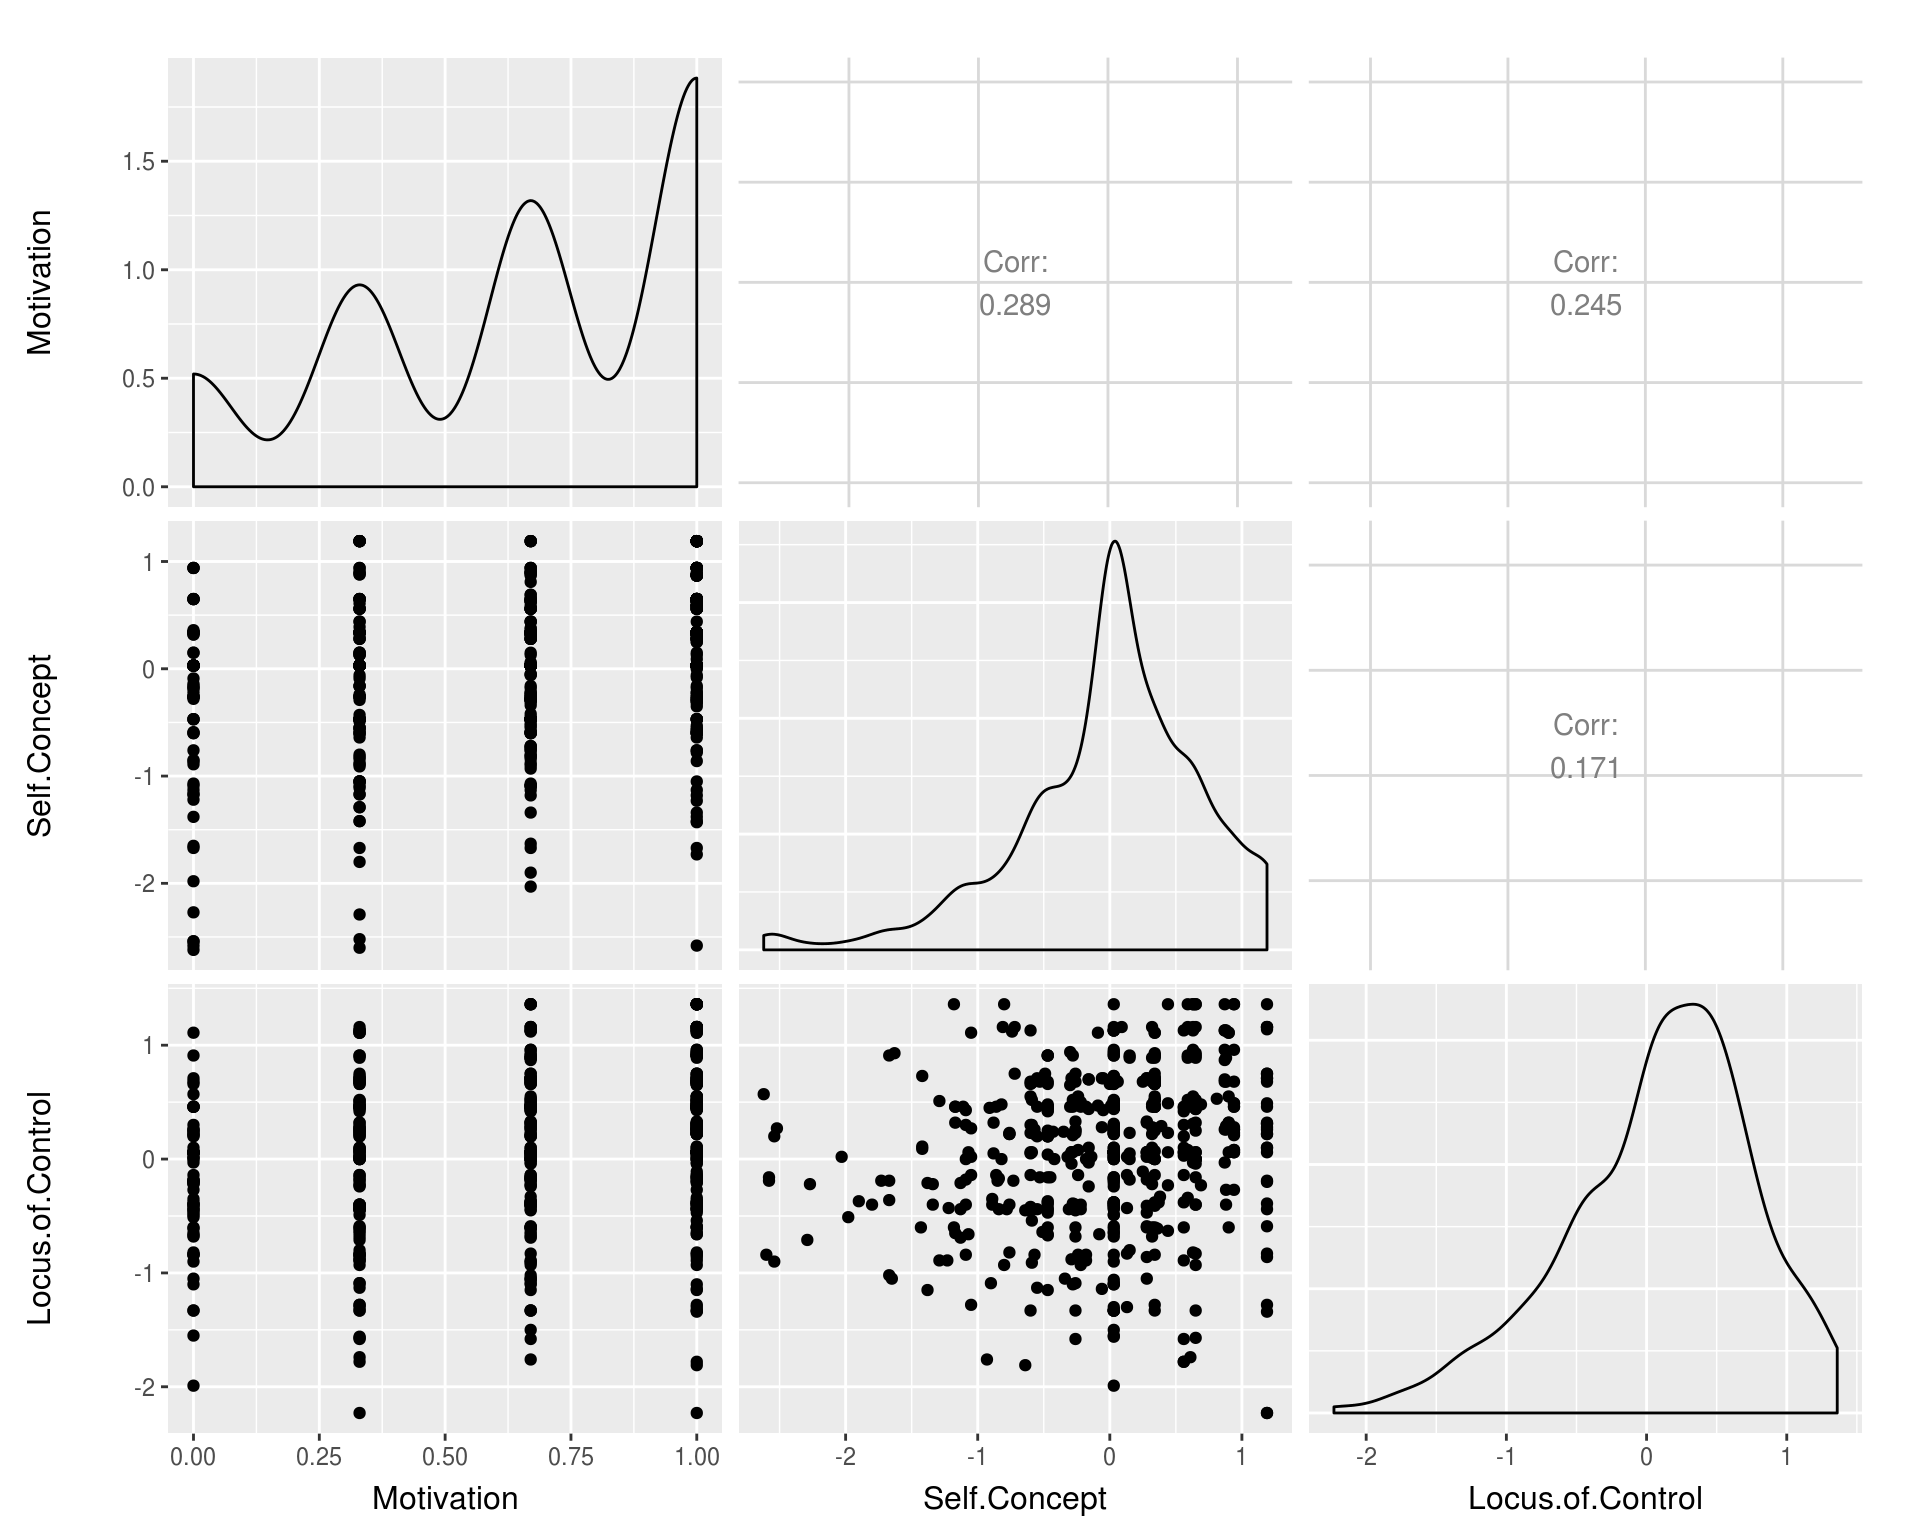 Motivation
1.5
1.0
0.5
0.0
Corr:
0.289
Corr:
0.245
Self.Concept
1
0
-1
-2
Corr:
0.171
Locus.of.Control
1
0
-1
-2
0.00 0.25 0.50 0.75 1.00
-2 -1 0 1
-2 -1 0 1
Motivation
Self.Concept
Locus.of.Control